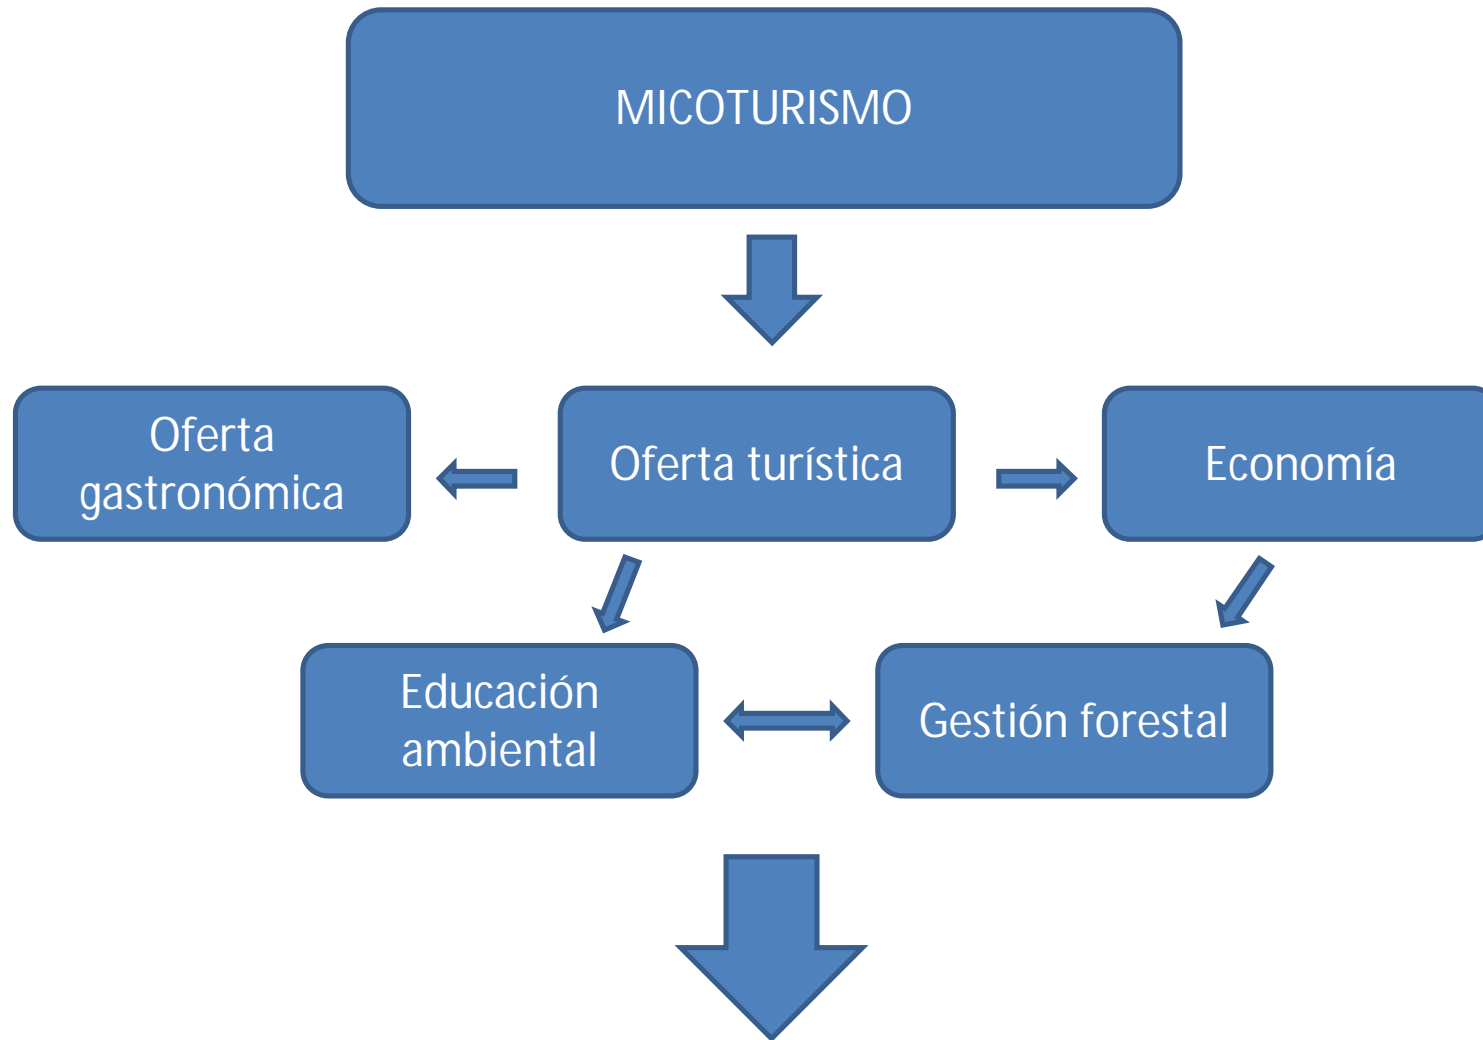 MICOTURISMO
Oferta
gastronómica
Oferta turística
Economía
Educación
ambiental
Gestión forestal